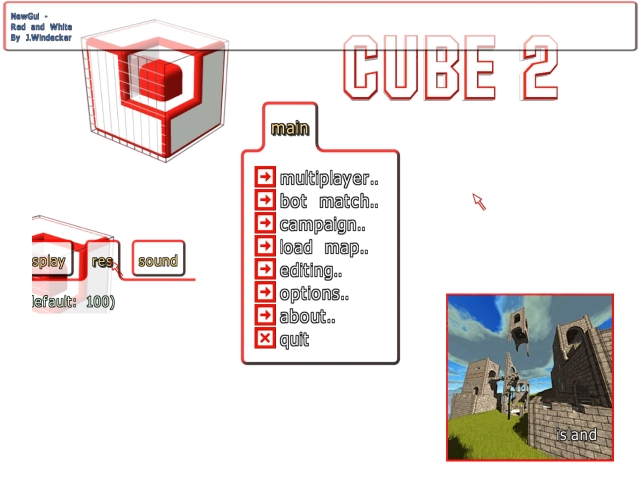 NewGui -
Red and White
By J.Windecker
CUBE 2
main
multiplayer..
bot match..
campaign..
load map..
editing..
options..
about..
quit
splay
res
sound
default: 100)
is and